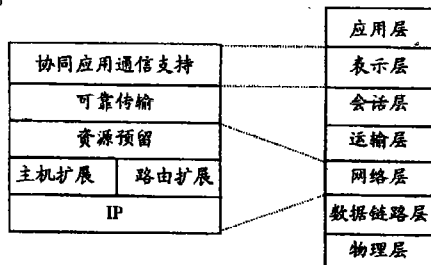 协同应用通信支持
可靠传输
资源预留
主机扩展 路由扩展
IP
应用层
表示层
会话层
运输层
网络层
数据链路层
物理层